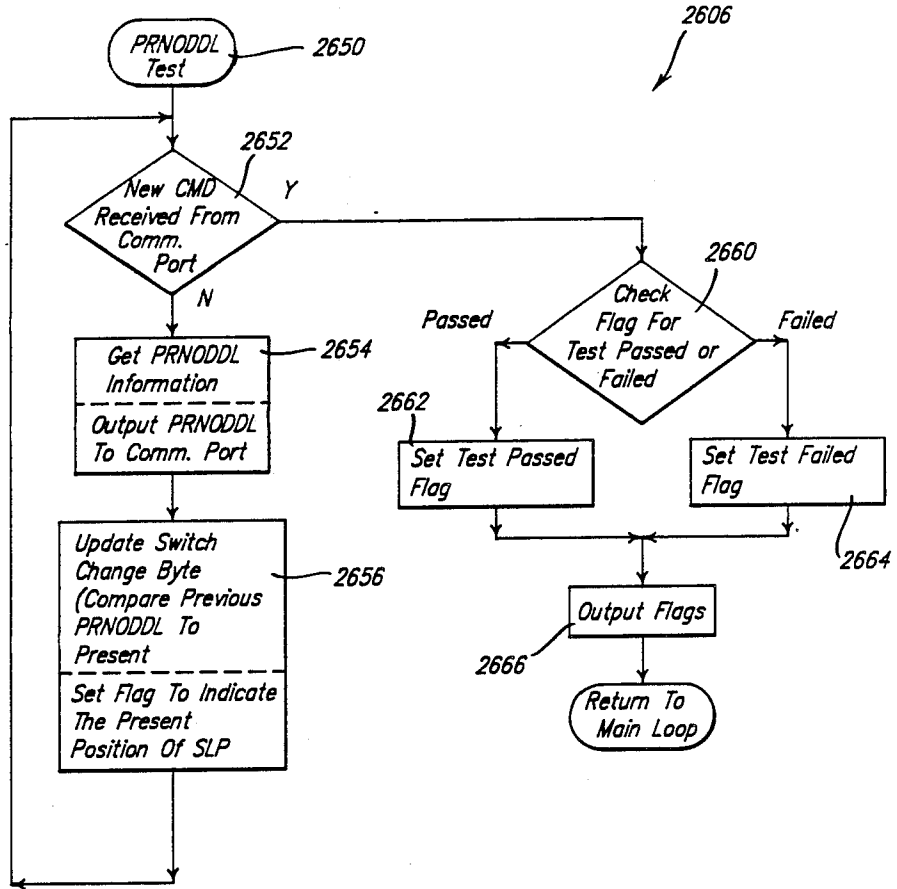 PRNODDL
Test
2650
2606
2652
New CMD
Received From
Comm.
Port
Y
N
2660
Check
Flag For
Test Passed or
Failed
Passed
Failed
Get PRNODDL
Information
2654
Output PRNODDL
To Comm. Port
2662
Set Test Passed
Flag
Set Test Failed
Flag
2664
Update Switch
Change Byte
(Compare Previous
PRNODDL To
Present
2656
Set Flag To Indicate
The Present
Position Of SLP
Output Flags
2666
Return To
Main Loop